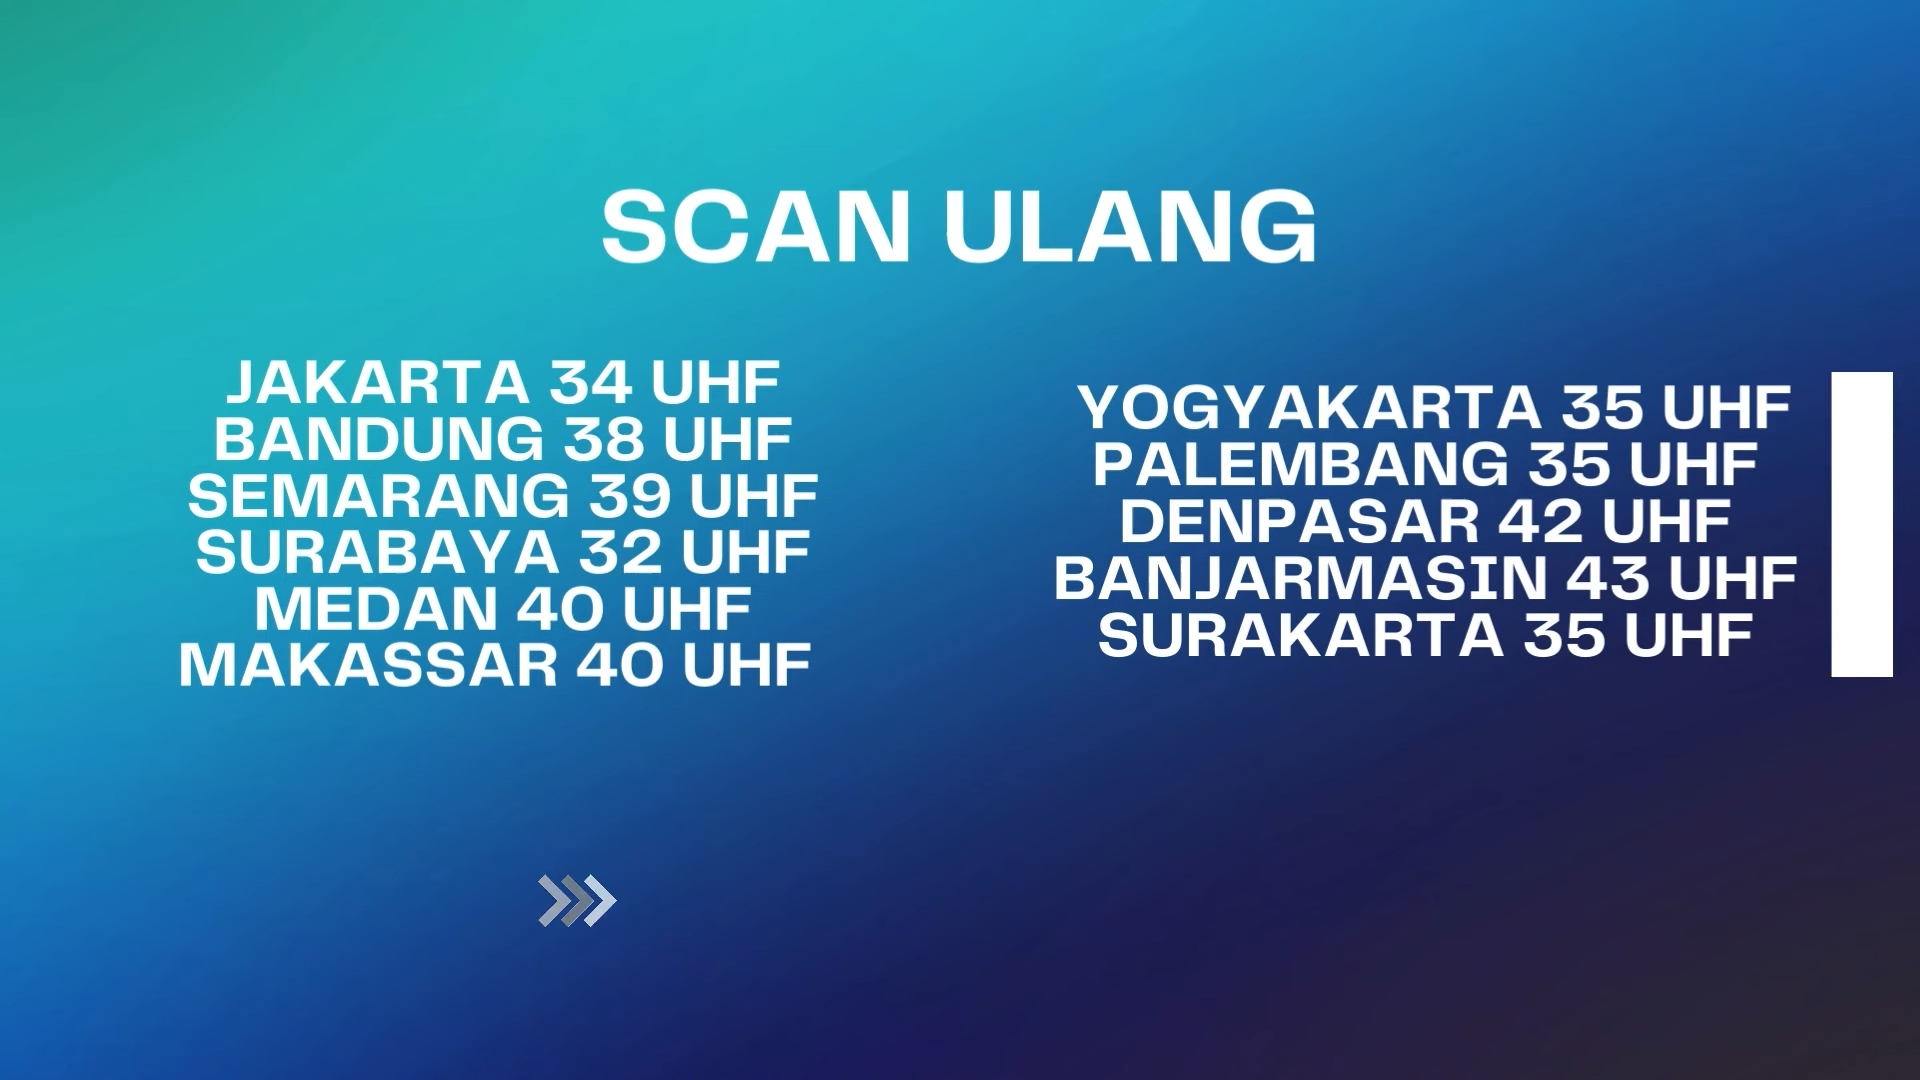 SCAN ULANG
JAKARTA 34 UHF
BANDUNG 38 UHF
SEMARANG 39 UHF
SURABAYA 32 UHF
MEDAN 40 UHF
MAKASSAR 40 UHF
YOGYAKARTA 35 UHF
PALEMBANG 35 UHF
DENPASAR 42 UHF
BANJARMASIN 43 UHF
SURAKARTA 35 UHF